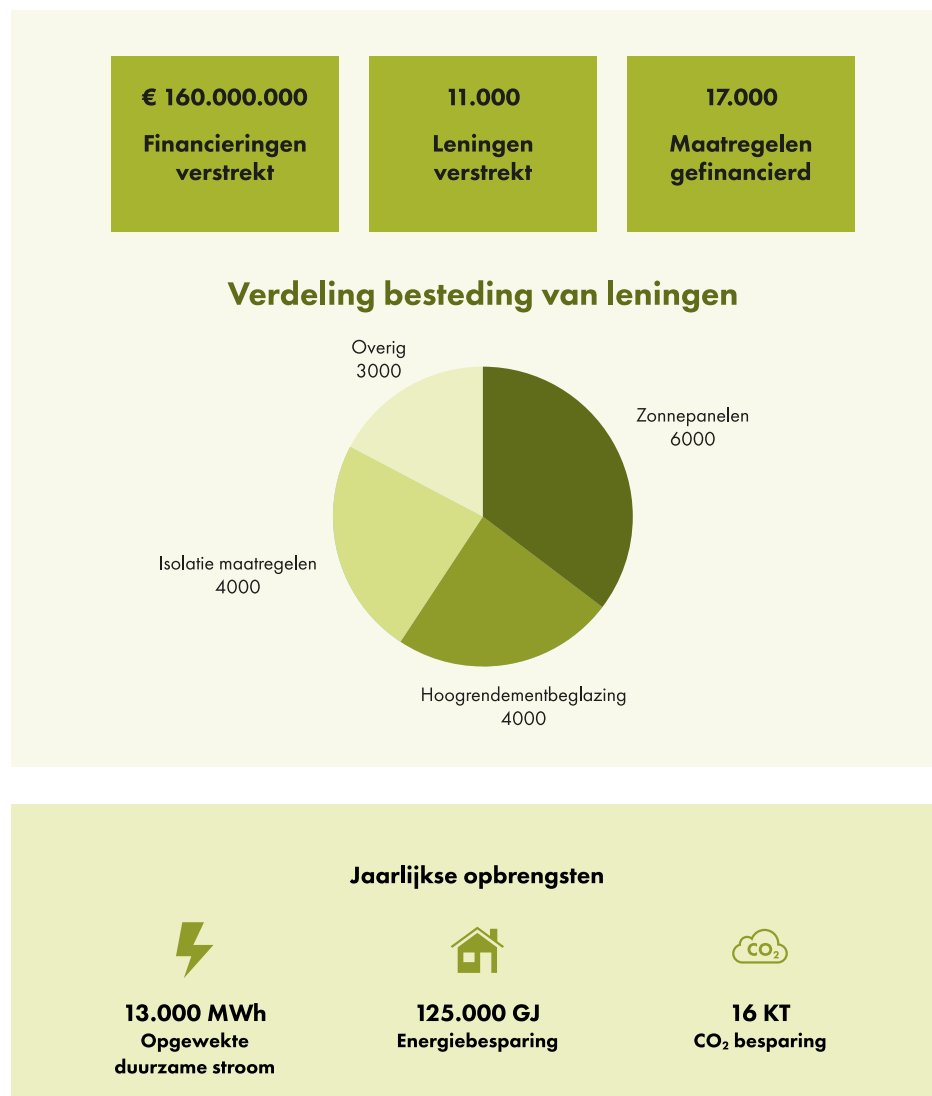 € 160.000.000
Financieringen
verstrekt
11.000
Leningen
verstrekt
17.000
Maatregelen
gefinancierd
Verdeling besteding van leningen
Overig
3000
Zonnepanelen
6000
Isolatie maatregelen
4000
Hoogrendementbeglazing
4000
Jaarlijkse opbrengsten
CO₂
13.000 MWh
Opgewekte
duurzame stroom
125.000 GJ
Energiebesparing
16 KT
CO₂ besparing